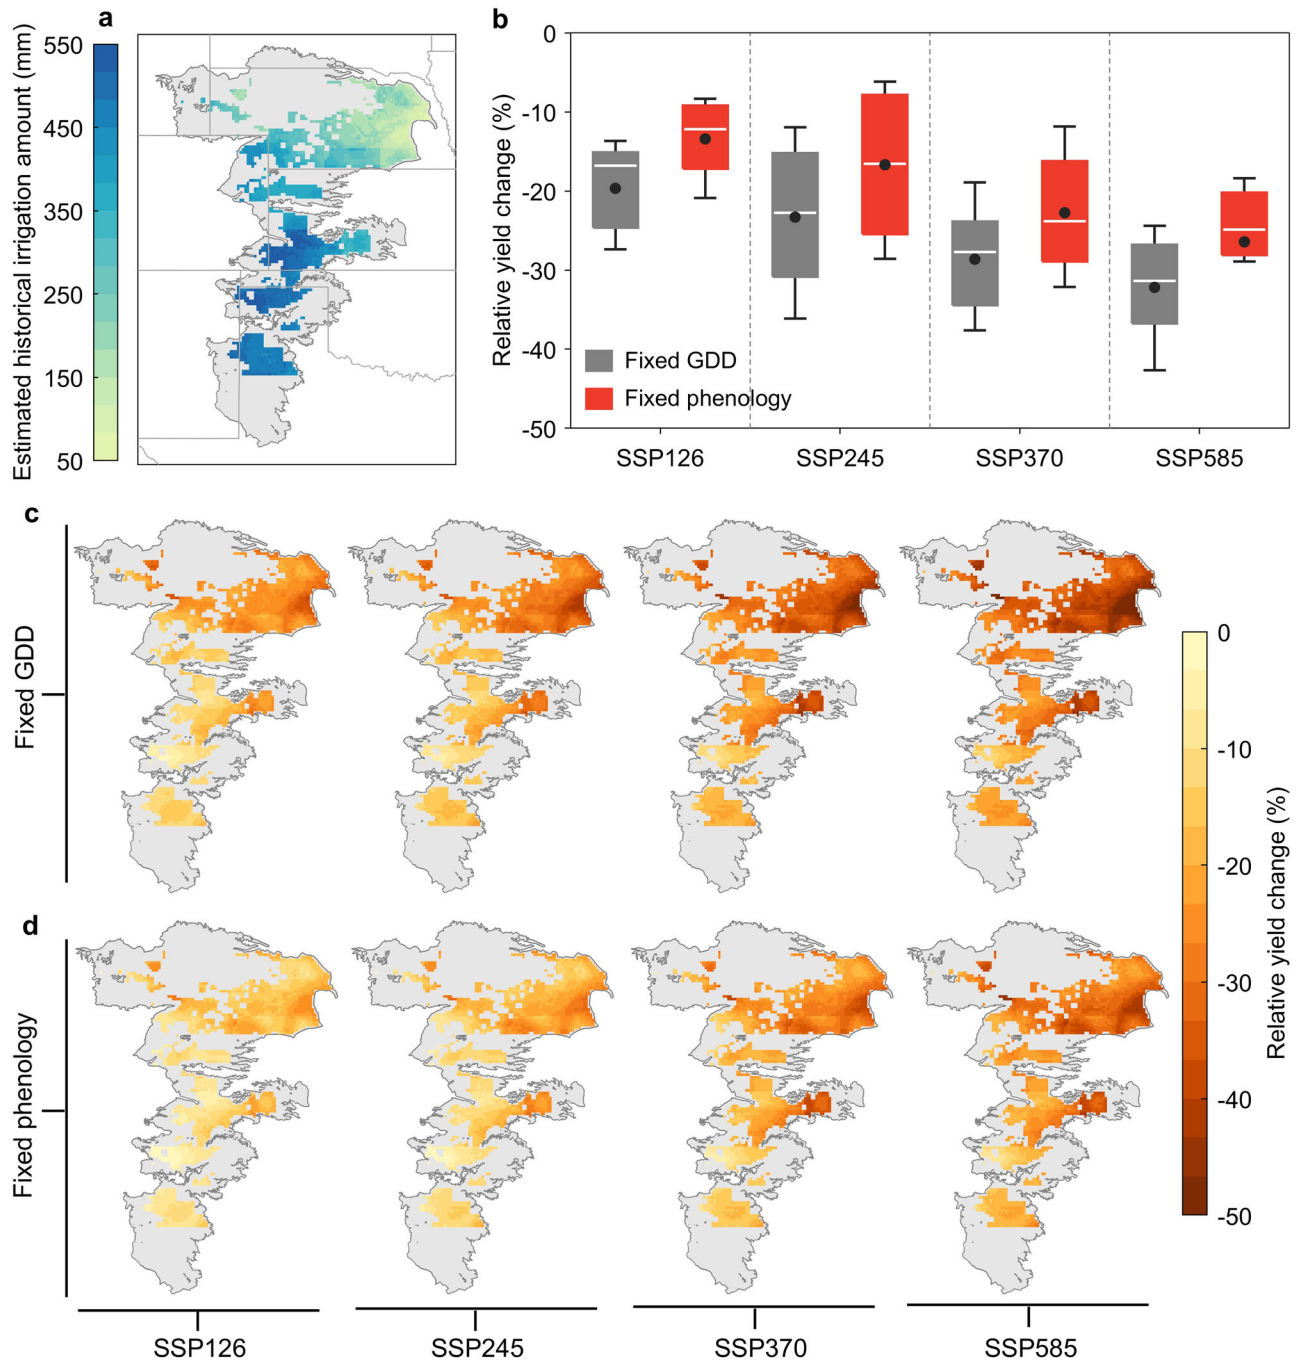 a
Estimated historical irrigation amount (mm)
550
450
350
250
150
50
b
Relative yield change (%)
0
-10
-20
-30
-40
-50
Fixed GDD
Fixed phenology
SSP126 SSP245 SSP370 SSP585
c
Fixed GDD
d
Fixed phenology
0
-10
-20
-30
-40
-50
Relative yield change (%)
SSP126 SSP245 SSP370 SSP585